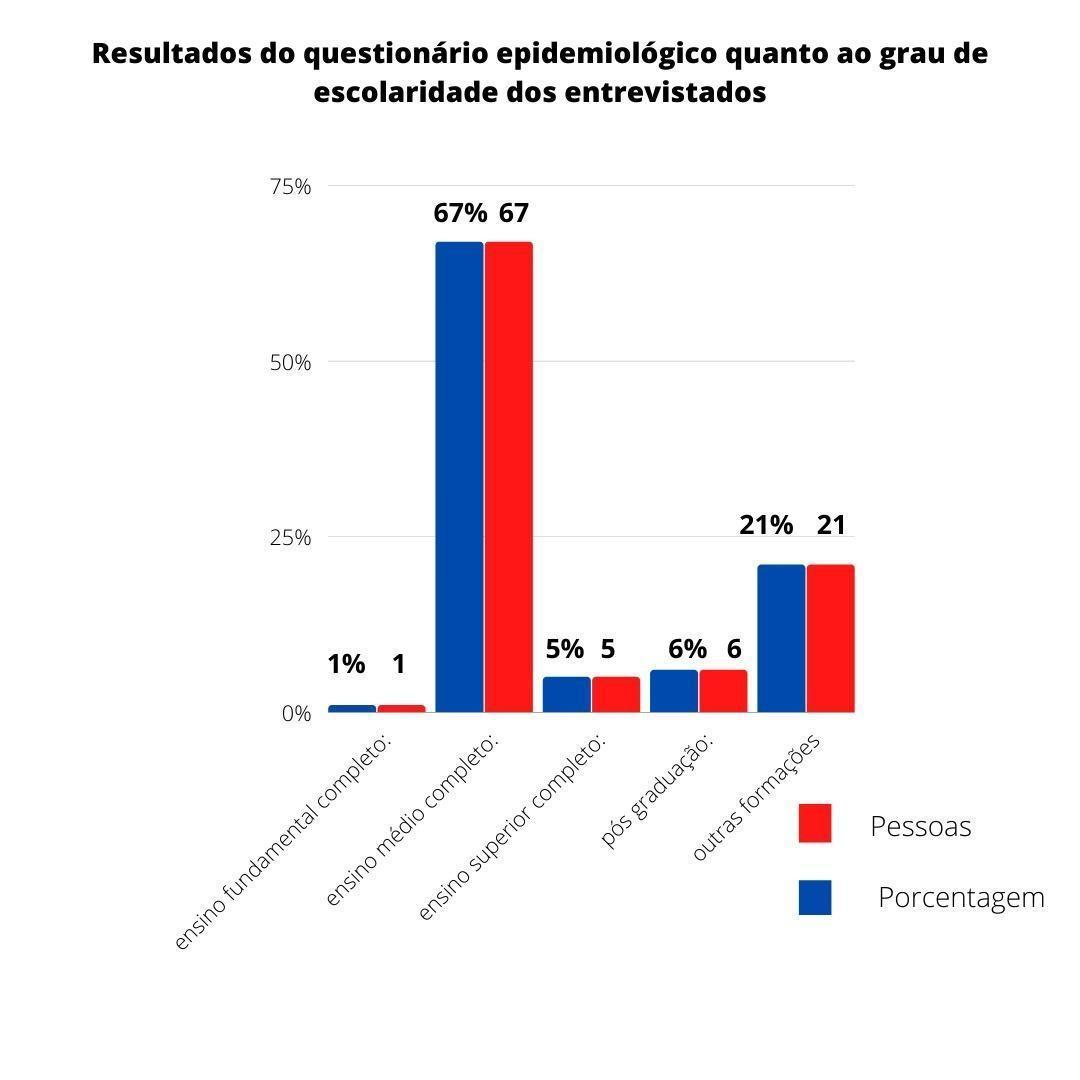 Resultados do questionário epidemiológico quanto ao grau de
escolaridade dos entrevistados
75%
67% 67
50%
21% 21
25%
5% 5
6% 6
1% 1
0%
ensino fundamental completo:
ensino médio completo:
ensino superior completo:
pós graduação:
outras formações
Pessoas
Porcentagem